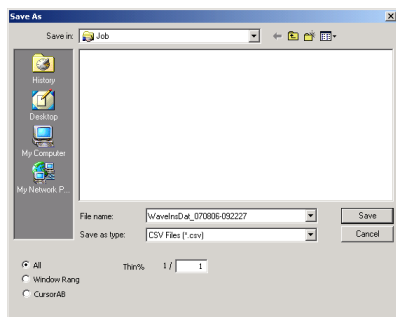 Save As
Save in: Job
History
Desktop
My Computer
My Network P...
File name: WaveInsDat_070806-092227 Save
Save as type: CSV Files (*.csv) Cancel
All Thin% 1 / 1
Window Rang
CursorAB